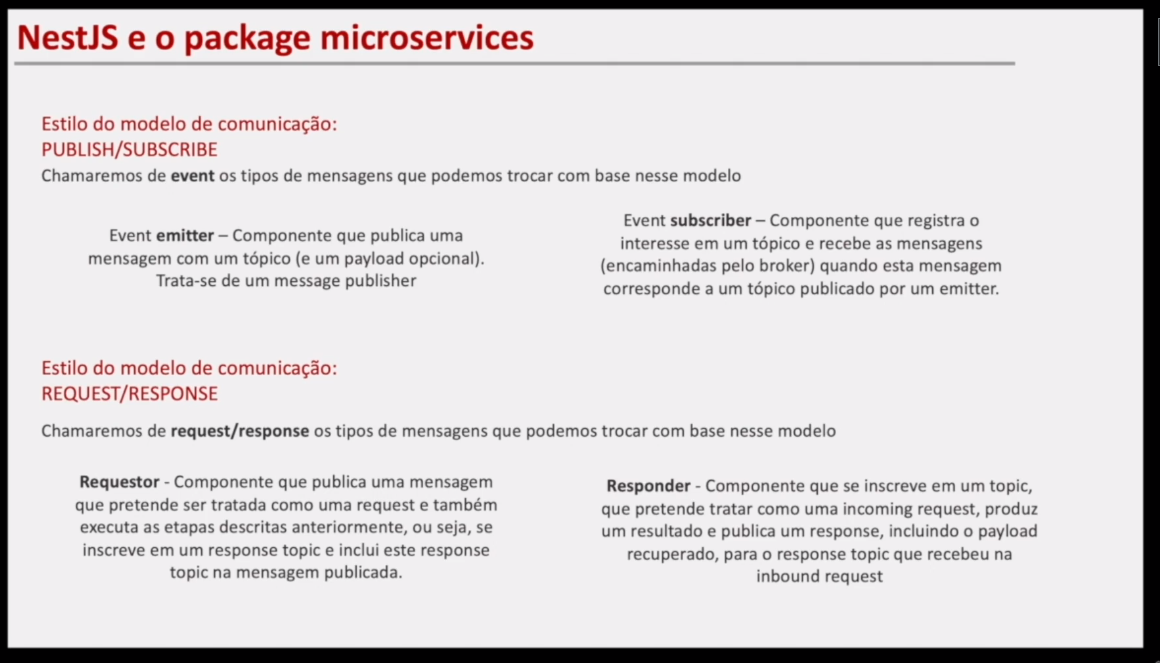 NestJS e o package microservices
Estilo do modelo de comunicação:
PUBLISH/SUBSCRIBE
Chamaremos de event os tipos de mensagens que podemos trocar com base nesse modelo
Event emitter – Componente que publica uma
mensagem com um tópico (e um payload opcional).
Trata-se de um message publisher
Event subscriber – Componente que registra o
interesse em um tópico e recebe as mensagens
(encaminhadas pelo broker) quando esta mensagem
corresponde a um tópico publicado por um emitter.
Estilo do modelo de comunicação:
REQUEST/RESPONSE
Chamaremos de request/response os tipos de mensagens que podemos trocar com base nesse modelo
Requestor - Componente que publica uma mensagem
que pretende ser tratada como uma request e também
executa as etapas descritas anteriormente, ou seja, se
inscreve em um response topic e inclui este response
topic na mensagem publicada.
Responder - Componente que se inscreve em um topic,
que pretende tratar como uma incoming request, produz
um resultado e publica um response, incluindo o payload
recuperado, para o response topic que recebeu na
inbound request